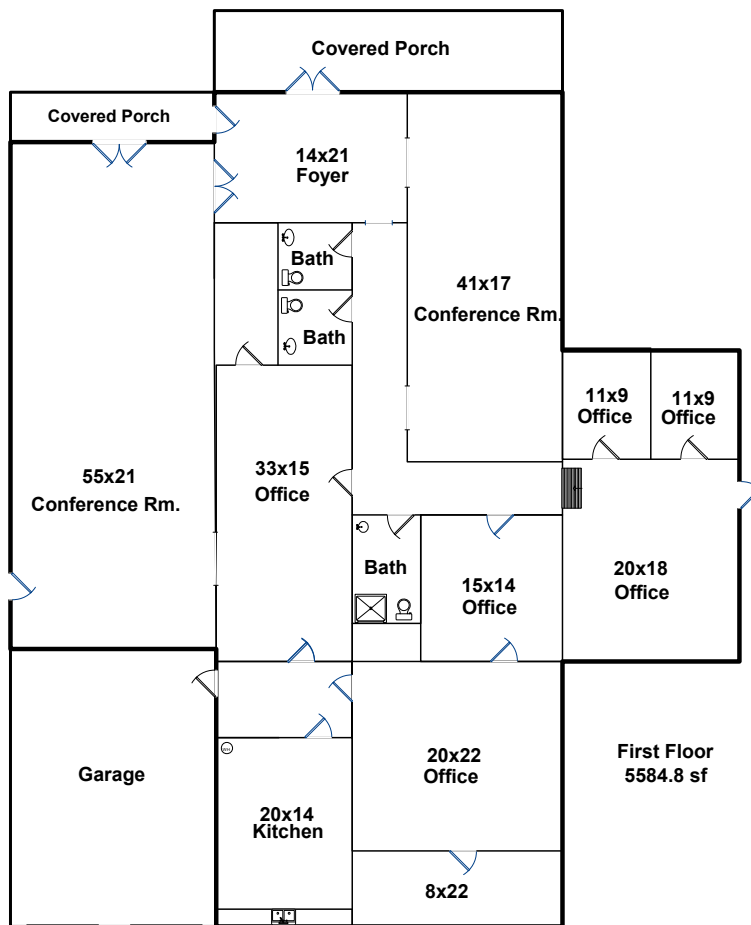 Covered Porch
Covered Porch
14x21
Foyer
Bath
Bath
41x17
Conference Rm.
11x9
Office
11x9
Office
55x21
Conference Rm.
33x15
Office
Bath
15x14
Office
20x18
Office
Garage
20x14
Kitchen
20x22
Office
First Floor
5584.8 sf
8x22
WH